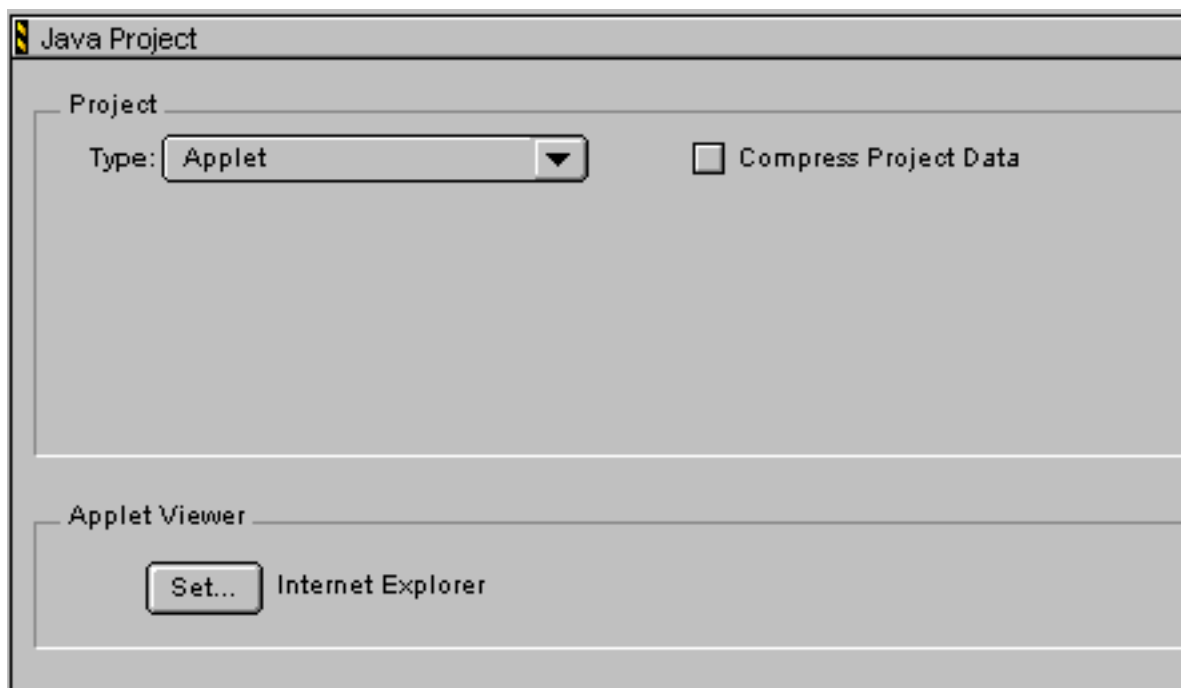 Java Project
Project
Type: Applet
Compress Project Data
Applet Viewer
Set... Internet Explorer